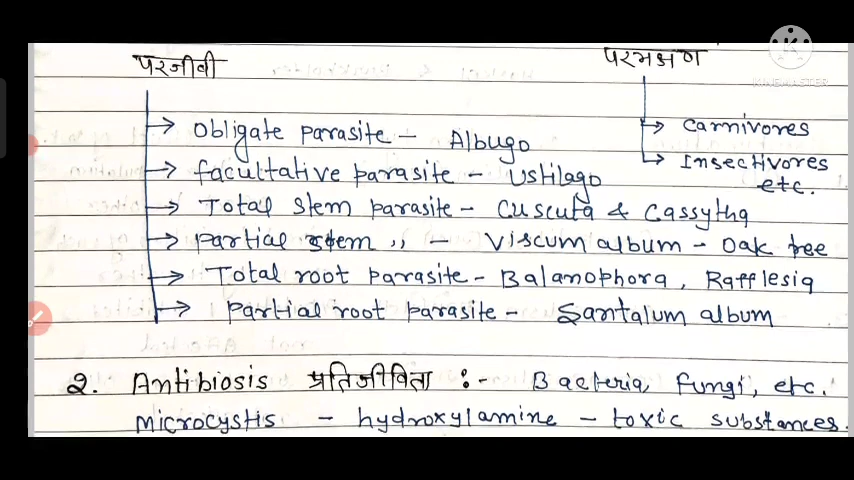 परजीवी
परभक्षण
KINEMASTER
→ Obligate parasite – Albugo
→ Carnivores
→ facultative parasite – Ustilago
→ Insectivores
etc.
→ Total stem parasite – Cuscuta & Cassytha
→ partial stem ,, – Viscum album – Oak tree
→ Total root parasite – Balanophora, Rafflesia
→ Partial root parasite – Santalum album
2. Antibiosis प्रतिजीविता :- Bacteria, fungi, etc.
microcystis – hydroxylamine – toxic substances.